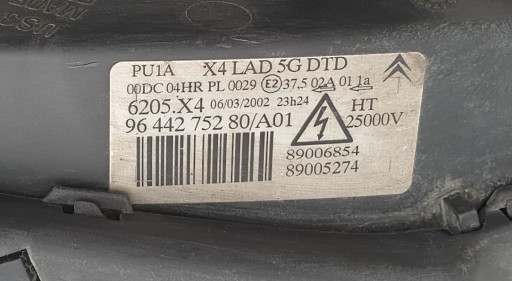 PU1A X4 LAD 5G DTD
00DC 04HR PL 0029 E2 37,5 02A 01 1a
6205.X4 06/03/2002 23h24
96 442 752 80/A01
HT
25000V
89006854
89005274